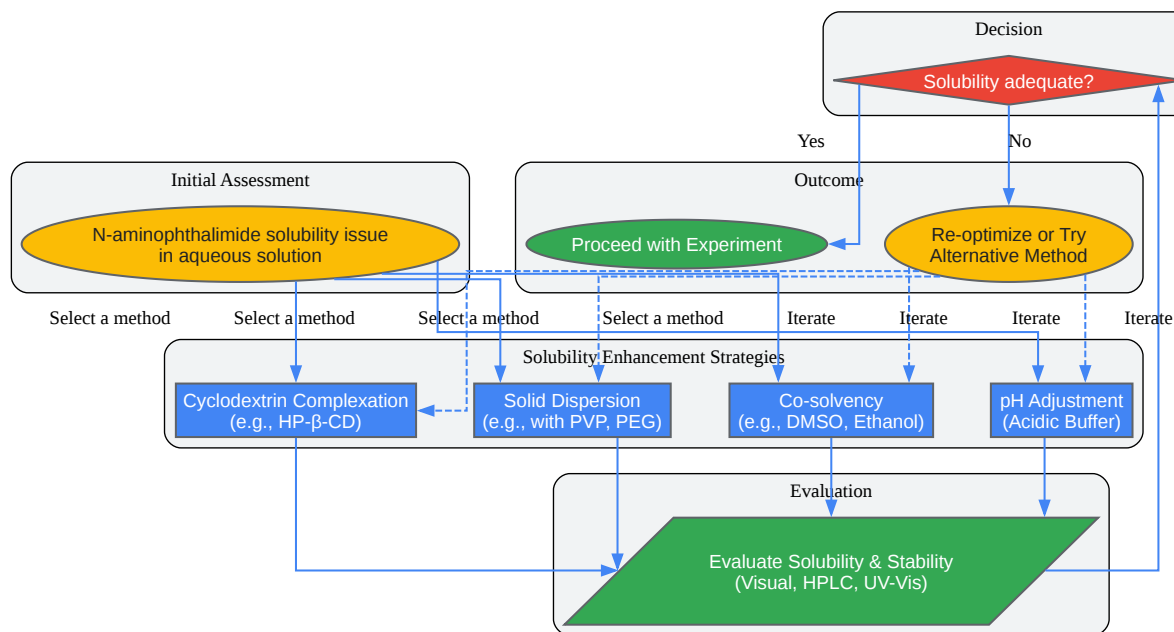 Decision
Solubility adequate?
Yes
No
Initial Assessment
N-aminophthalimide solubility issue
in aqueous solution
Outcome
Proceed with Experiment
Re-optimize or Try
Alternative Method
Select a method
Select a method
Select a method
Select a method
Iterate
Iterate
Iterate
Iterate
Solubility Enhancement Strategies
Cyclodextrin Complexation
(e.g., HP-β-CD)
Solid Dispersion
(e.g., with PVP, PEG)
Co-solvency
(e.g., DMSO, Ethanol)
pH Adjustment
(Acidic Buffer)
Evaluation
Evaluate Solubility & Stability
(Visual, HPLC, UV-Vis)